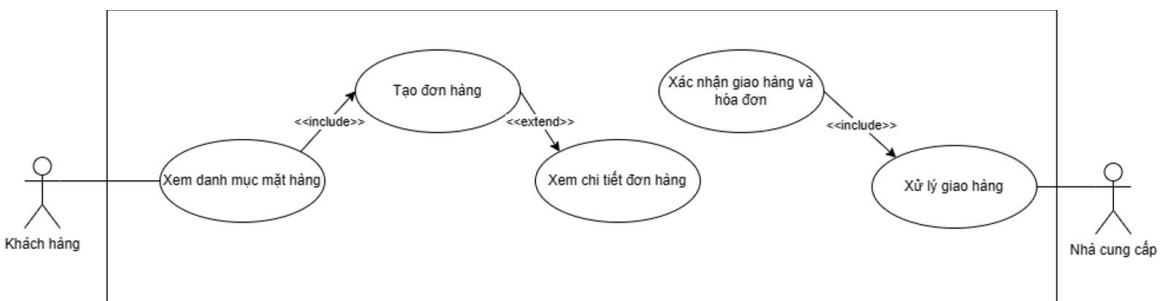 Tạo đơn hàng
Xác nhận giao hàng và
hóa đơn
<<include>>
<<extend>>
<<include>>
Xem danh mục mặt hàng
Xem chi tiết đơn hàng
Xử lý giao hàng
Khách hàng
Nhà cung cấp